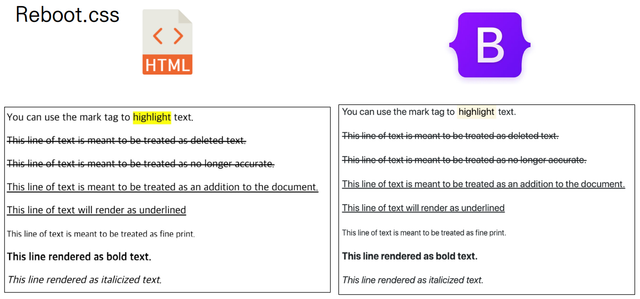 Reboot.css
HTML
B
You can use the mark tag to highlight text.
This line of text is meant to be treated as deleted text.
This line of text is meant to be treated as no longer accurate.
This line of text is meant to be treated as an addition to the document.
This line of text will render as underlined
This line of text is meant to be treated as fine print.
This line rendered as bold text.
This line rendered as italicized text.
You can use the mark tag to highlight text.
This line of text is meant to be treated as deleted text.
This line of text is meant to be treated as no longer accurate.
This line of text is meant to be treated as an addition to the document.
This line of text will render as underlined
This line of text is meant to be treated as fine print.
This line rendered as bold text.
This line rendered as italicized text.